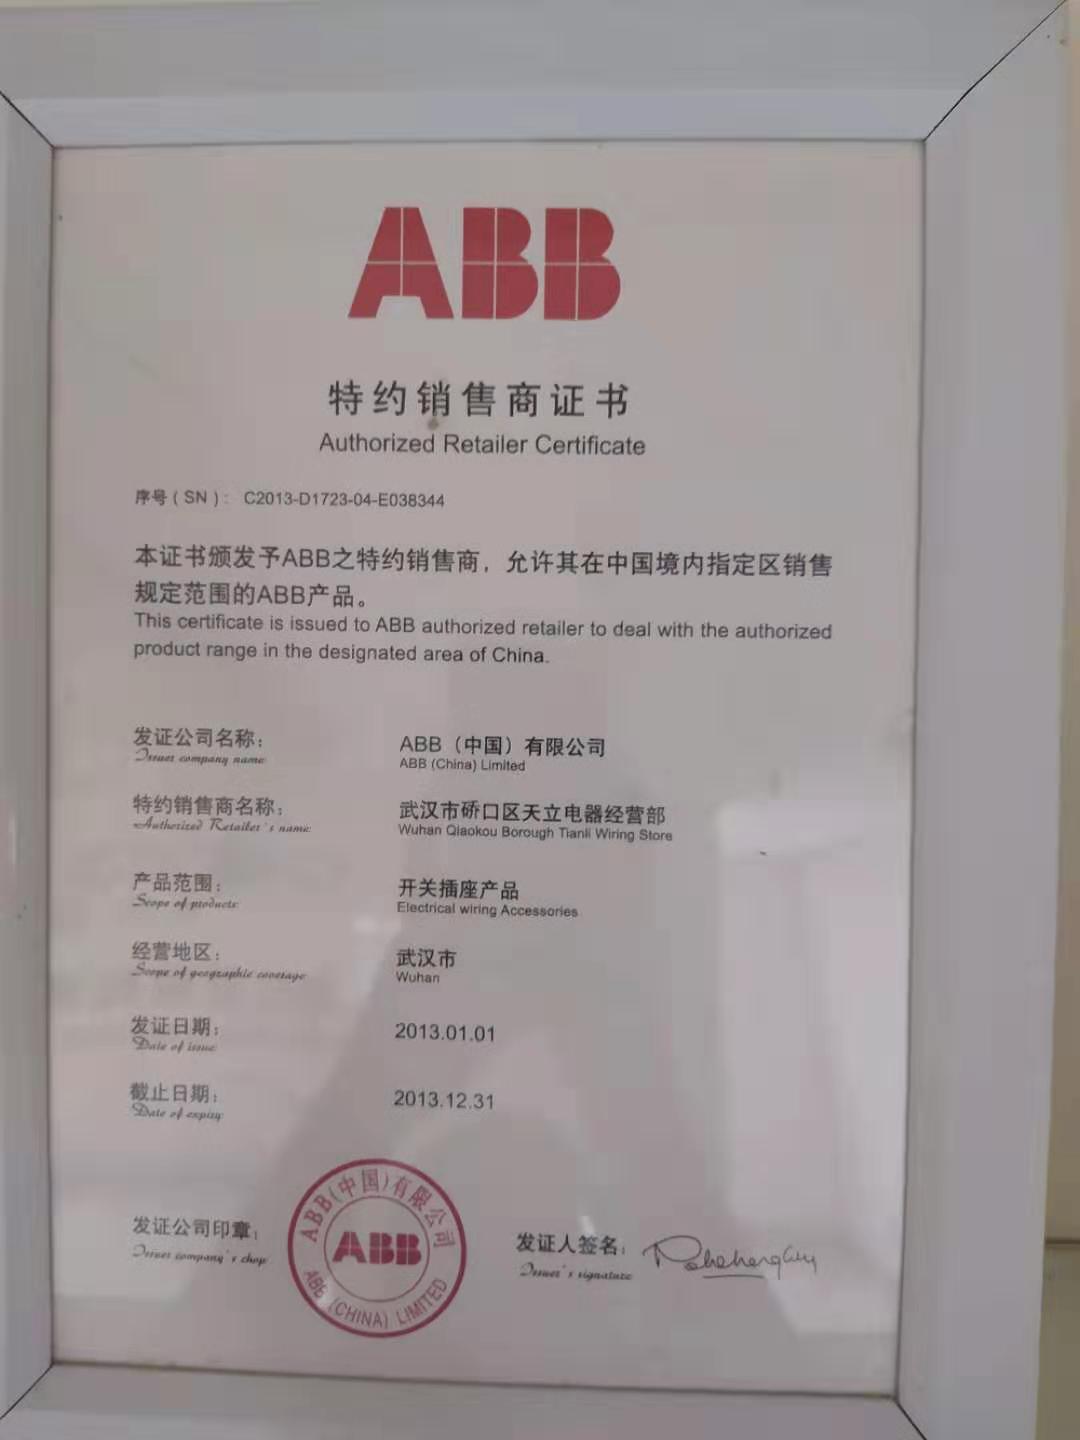 ABB
特约销售商证书
Authorized Retailer Certificate
序号（SN）： C2013-D1723-04-E038344
本证书颁发予ABB之特约销售商，允许其在中国境内指定区销售
规定范围的ABB产品。
This certificate is issued to ABB authorized retailer to deal with the authorized
product range in the designated area of China.
发证公司名称： ABB（中国）有限公司
Issuer company name: ABB (China) Limited
特约销售商名称： 武汉市硚口区天立电器经营部
Authorized Retailer's name: Wuhan Qiaokou Borough Tianli Wiring Store
产品范围： 开关插座产品
Scope of products: Electrical wiring Accessories
经营地区： 武汉市
Scope of geographic coverage: Wuhan
发证日期： 2013.01.01
Date of issue:
截止日期： 2013.12.31
Date of expiry:
发证公司印章：
Issuer company's chop:
ABB(中国)有限公司
ABB
ABB (CHINA) LIMITED
发证人签名：
Issuer's signature: